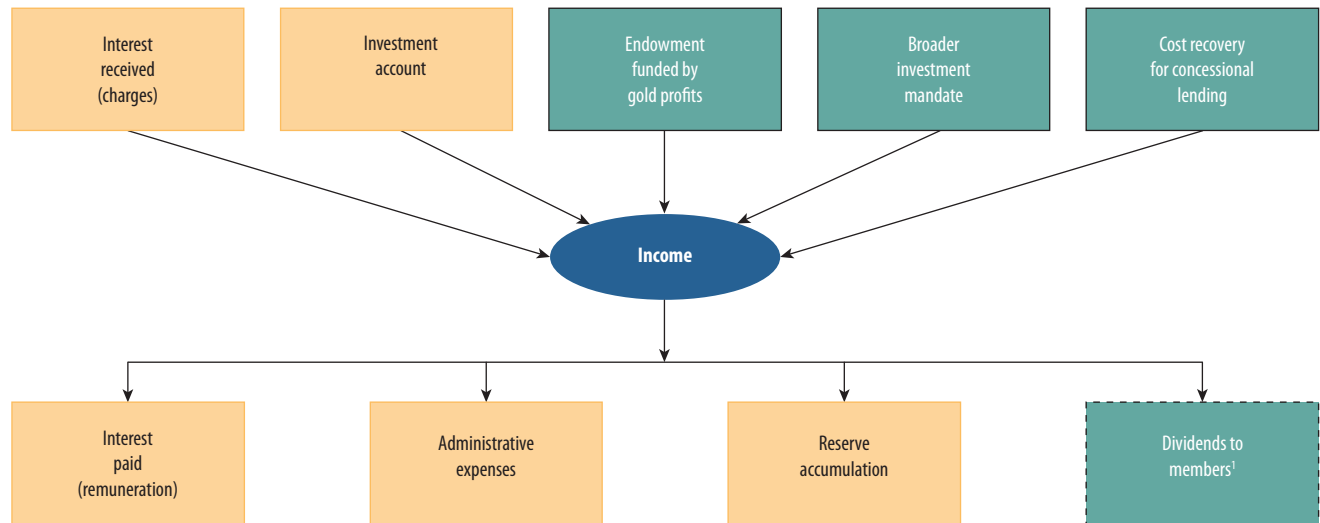 Interest
received
(charges)
Investment
account
Endowment
funded by
gold profits
Broader
investment
mandate
Cost recovery
for concessional
lending
Income
Interest
paid
(remuneration)
Administrative
expenses
Reserve
accumulation
Dividends to
members¹